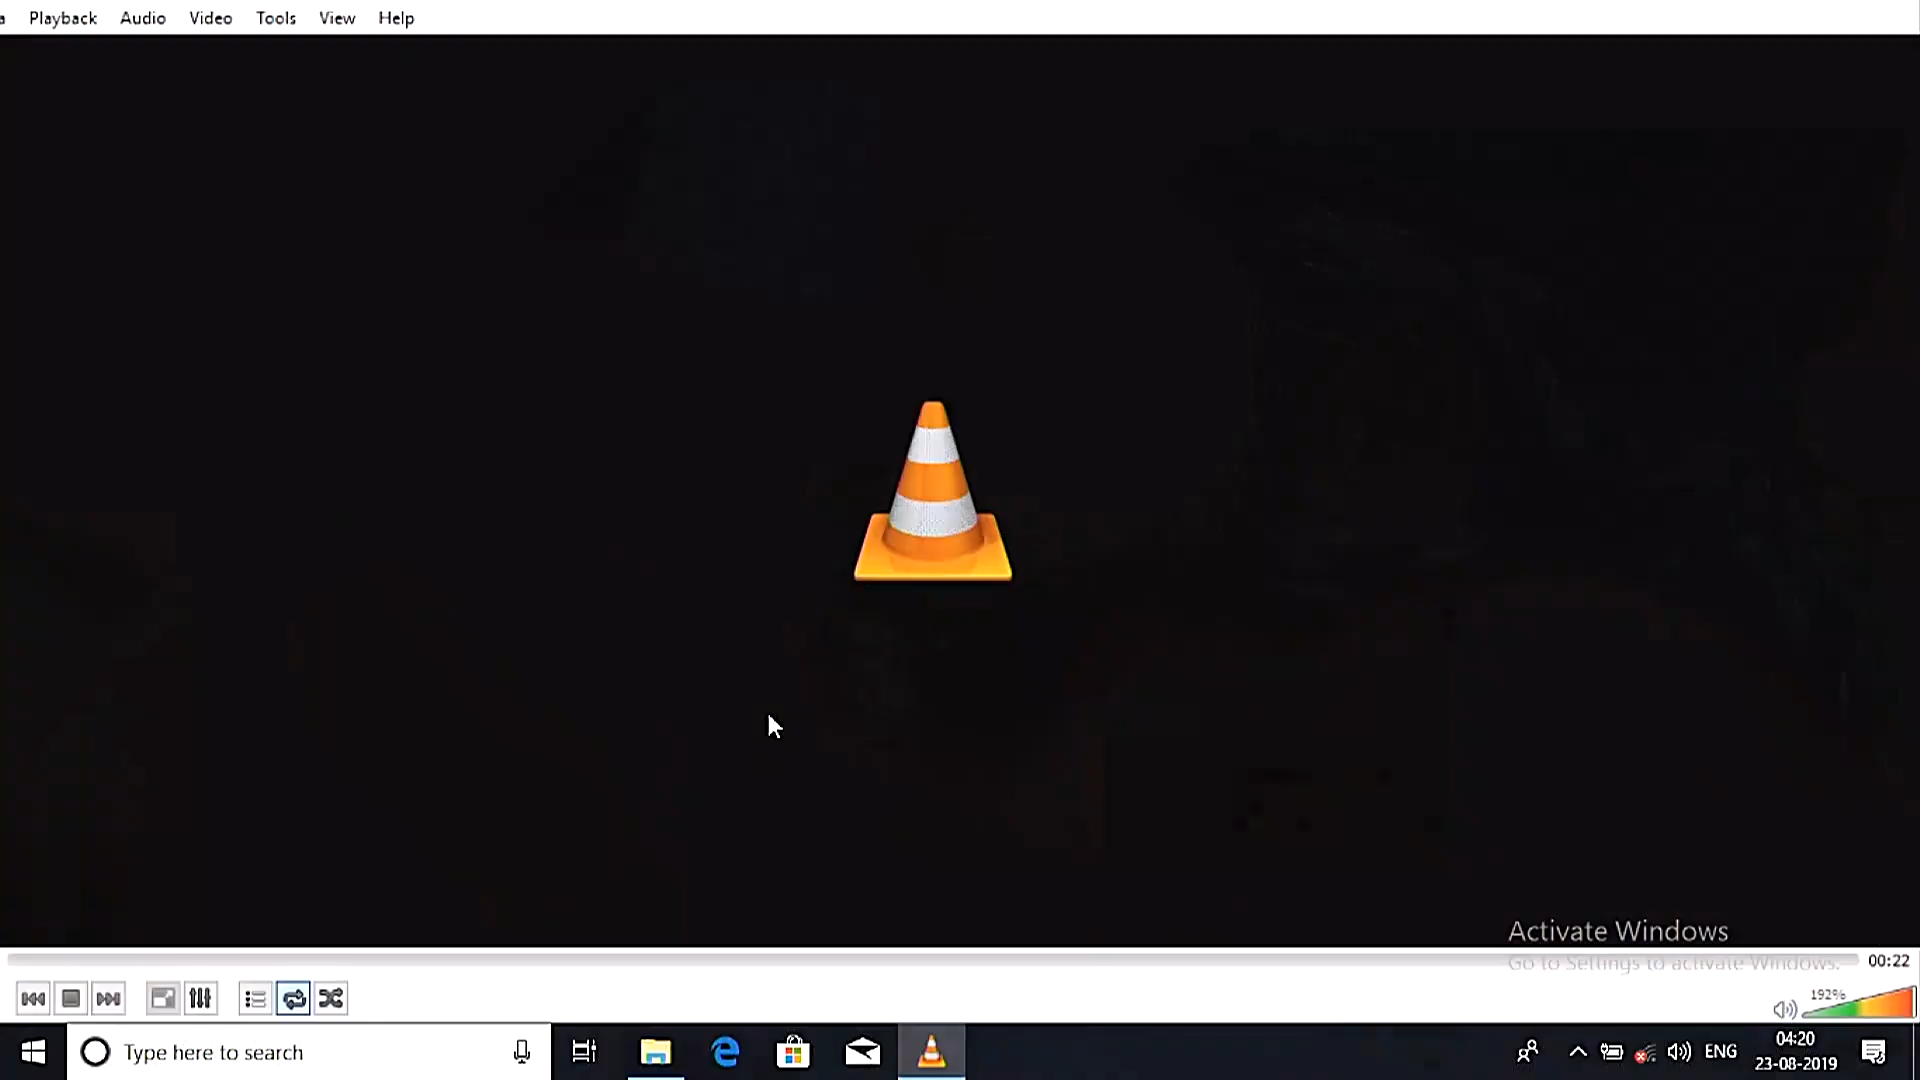 Playback Audio Video Tools View Help
Activate Windows
Go to Settings to activate Windows.
00:22
192%
Type here to search
ENG
04:20
23-08-2019